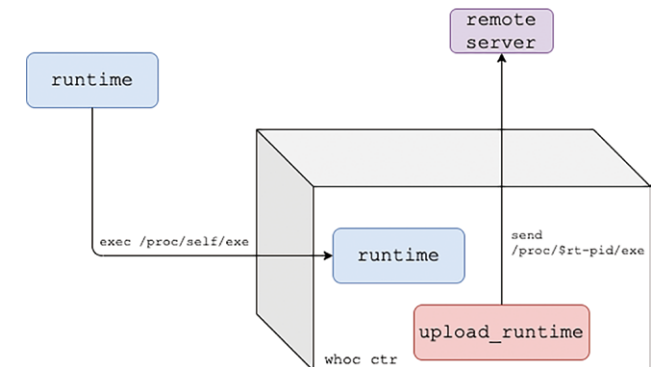 remote
server
runtime
exec /proc/self/exe
runtime
send
/proc/$rt-pid/exe
upload_runtime
whoc ctr